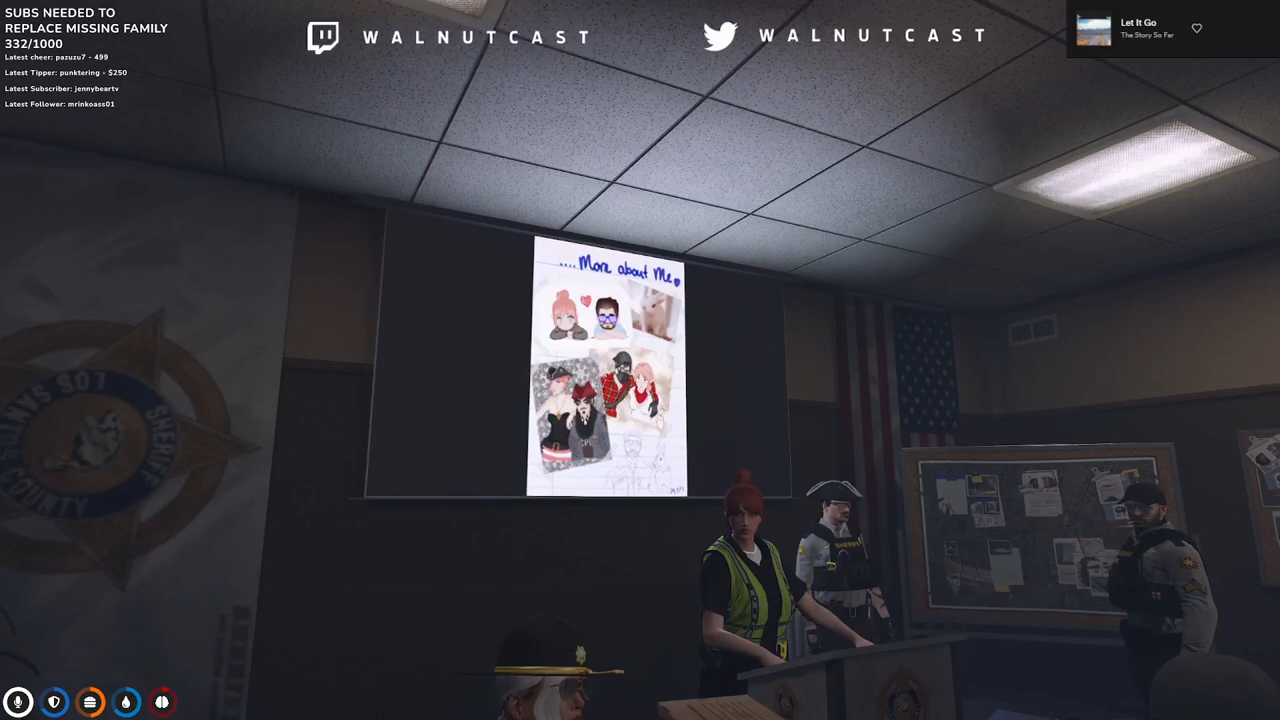 SUBS NEEDED TO
REPLACE MISSING FAMILY
332/1000
Latest cheer: pazuzu7 - 499
Latest Tipper: punktering - $250
Latest Subscriber: jennybeartv
Latest Follower: mrinkoass01
WALNUTCAST
WALNUTCAST
Let It Go
The Story So Far
....More about Me
LOS SANTOS
COUNTY
SHERIFF
SHERIFF